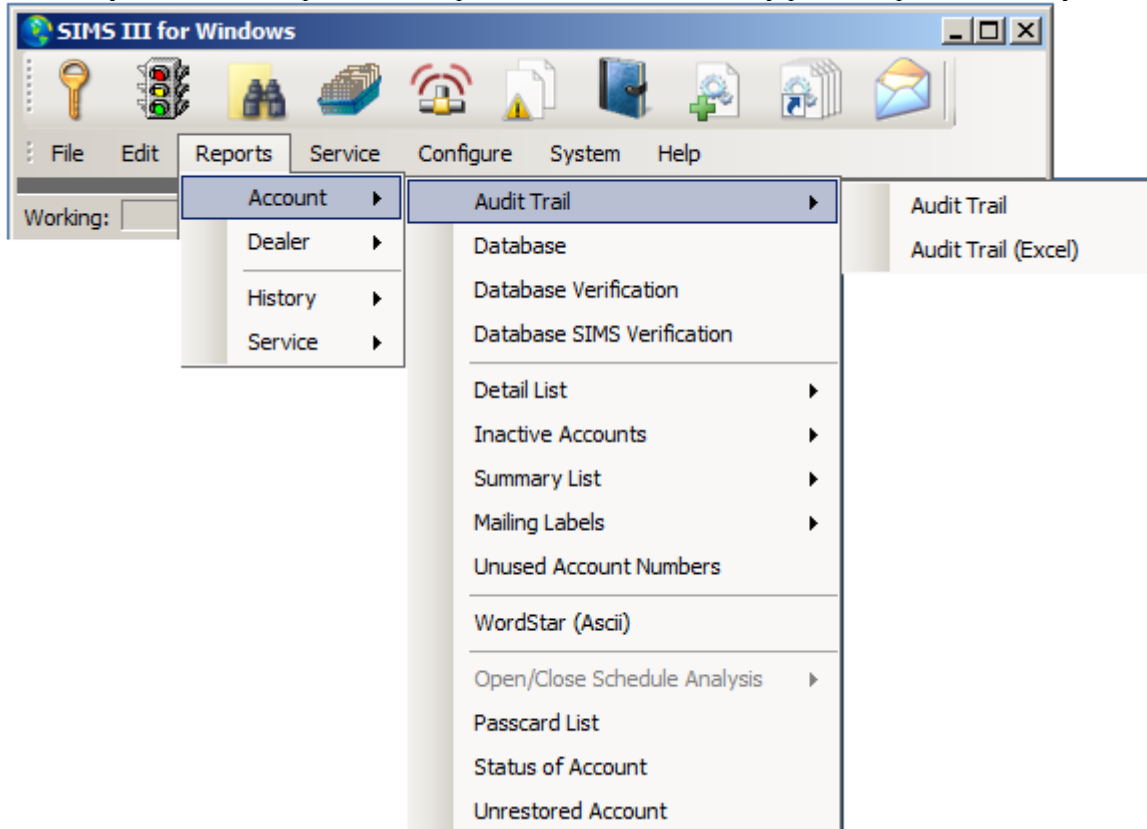 SIMS III for Windows
File Edit Reports Service Configure System Help
Working:
Account
Dealer
History
Service
Audit Trail
Database
Database Verification
Database SIMS Verification
Detail List
Inactive Accounts
Summary List
Mailing Labels
Unused Account Numbers
WordStar (Ascii)
Open/Close Schedule Analysis
Passcard List
Status of Account
Unrestored Account
Audit Trail
Audit Trail (Excel)